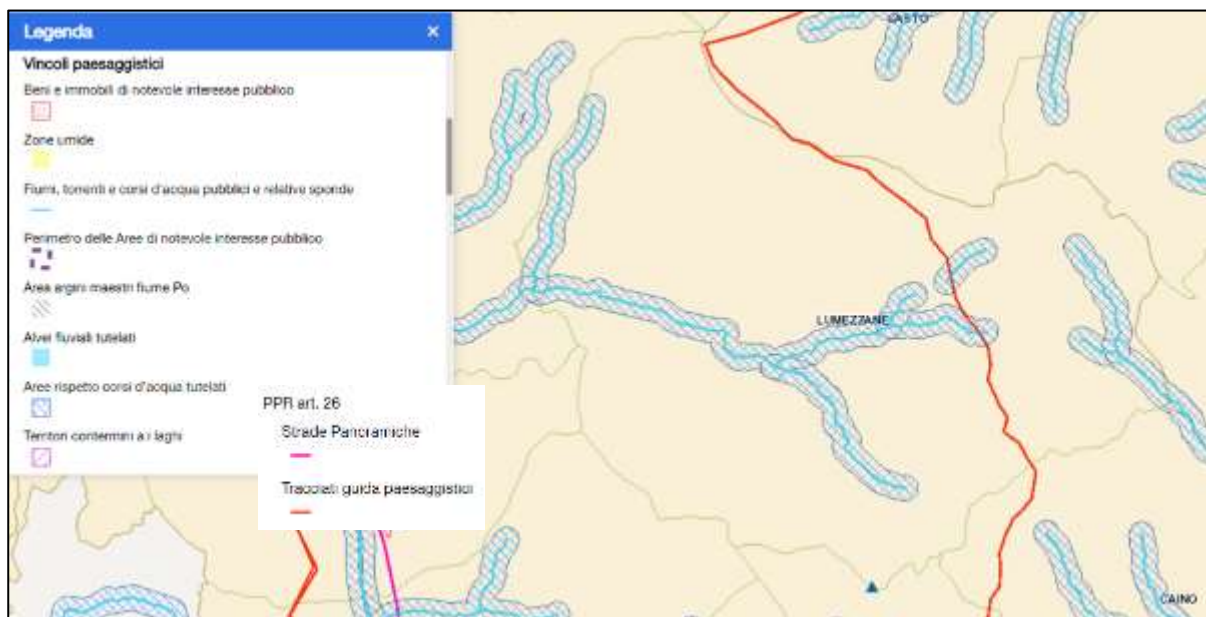 Legenda
×
Vincoli paesaggistici
Beni e immobili di notevole interesse pubblico
Zone umide
Fiumi, torrenti e corsi d'acqua pubblici e relative sponde
Perimetro delle Aree di notevole interesse pubblico
Area argini maestri fiume Po
Alvei fluviali tutelati
Aree rispetto corsi d'acqua tutelati
Territori contermini a i laghi
PPR art. 26
Strade Panoramiche
Tracciati guida paesaggistici
CASTO
LUMEZZANE
CAINO